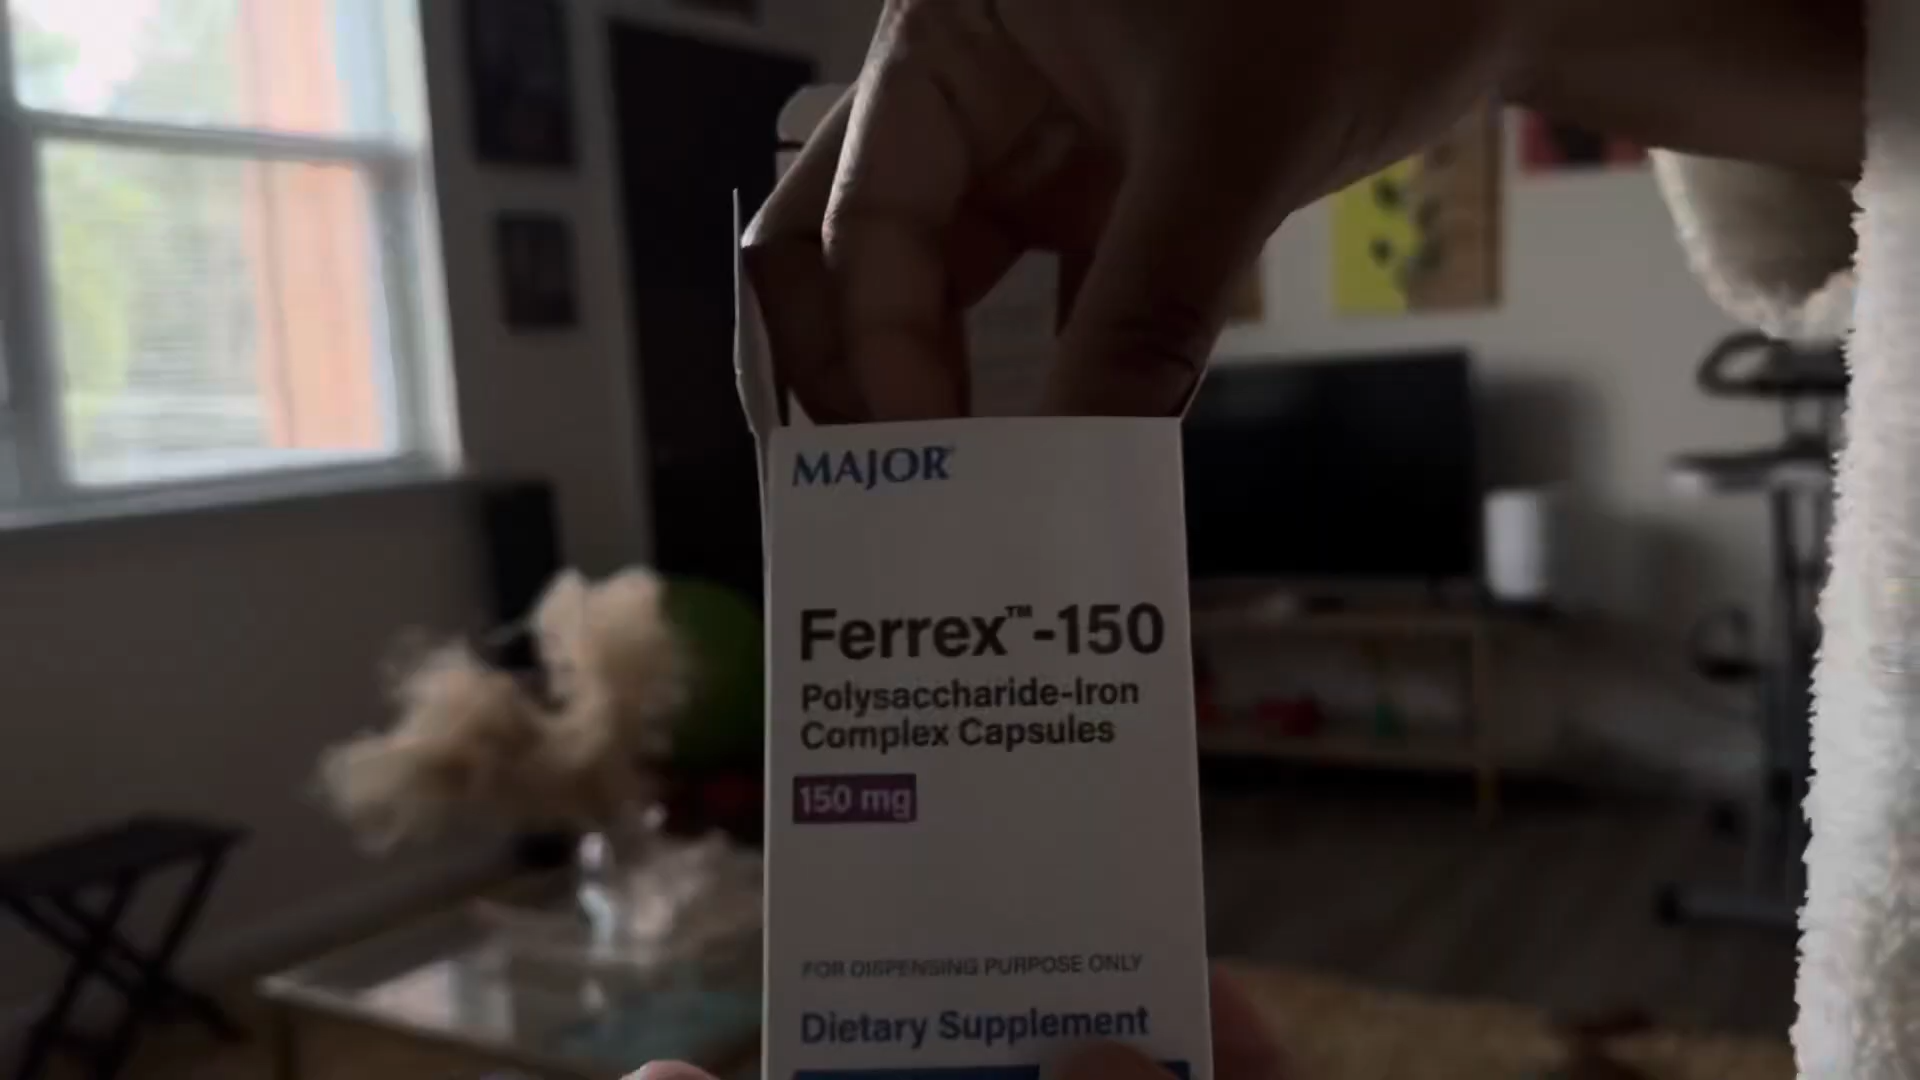 MAJOR
Ferrex™-150
Polysaccharide-Iron
Complex Capsules
150 mg
FOR DISPENSING PURPOSE ONLY
Dietary Supplement